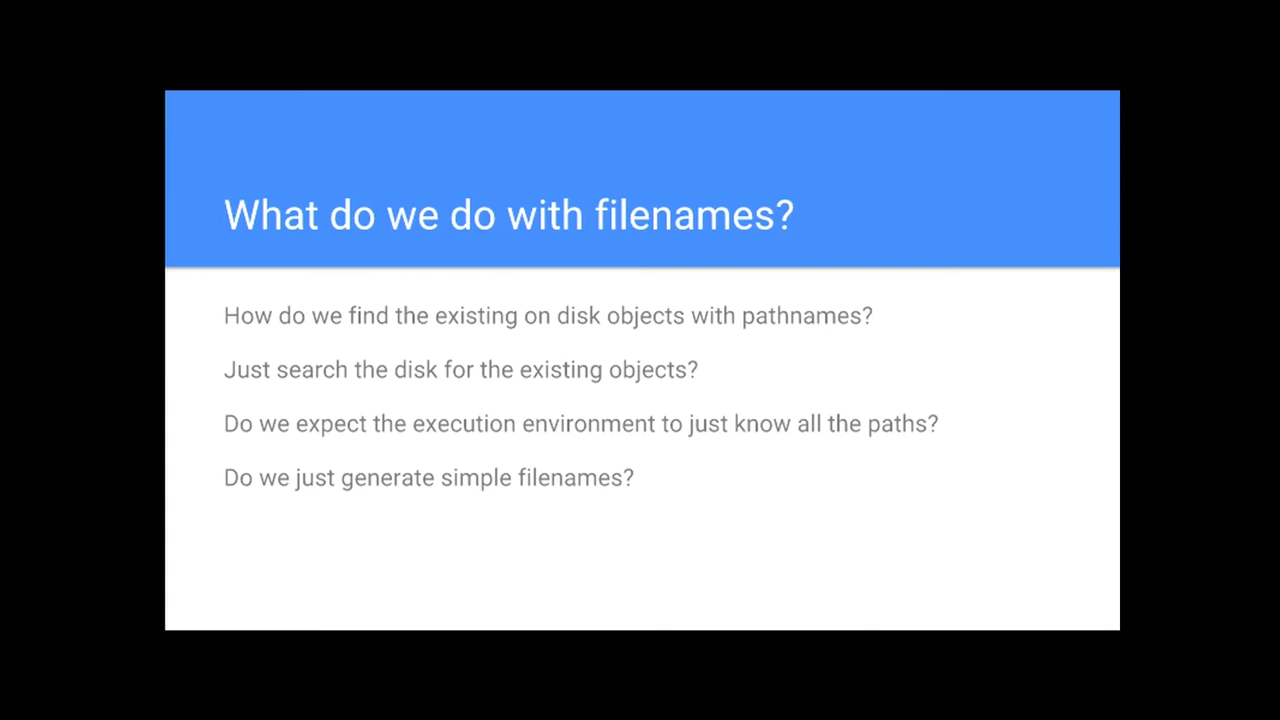 What do we do with filenames?
How do we find the existing on disk objects with pathnames?
Just search the disk for the existing objects?
Do we expect the execution environment to just know all the paths?
Do we just generate simple filenames?